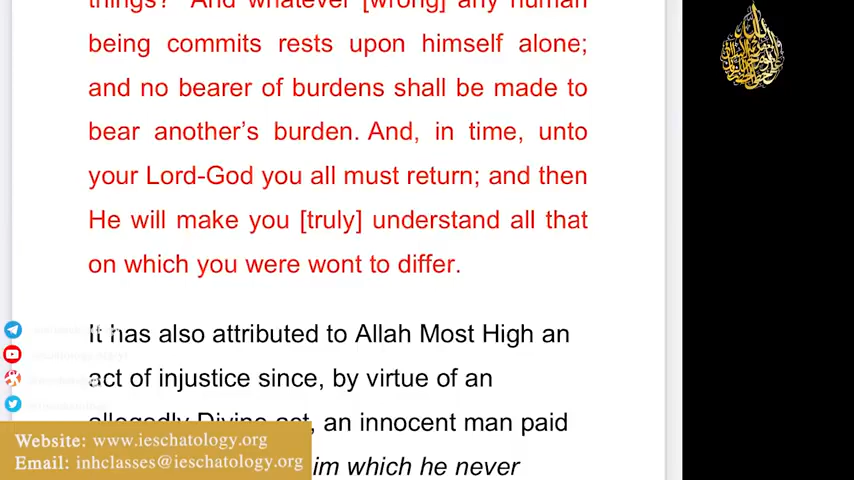 things? And whatever [wrong] any human
being commits rests upon himself alone;
and no bearer of burdens shall be made to
bear another's burden. And, in time, unto
your Lord-God you all must return; and then
He will make you [truly] understand all that
on which you were wont to differ.
It has also attributed to Allah Most High an
act of injustice since, by virtue of an
allegedly Divine act, an innocent man paid
im which he never
Website: www.ieschatology.org
Email: inhclasses@ieschatology.org